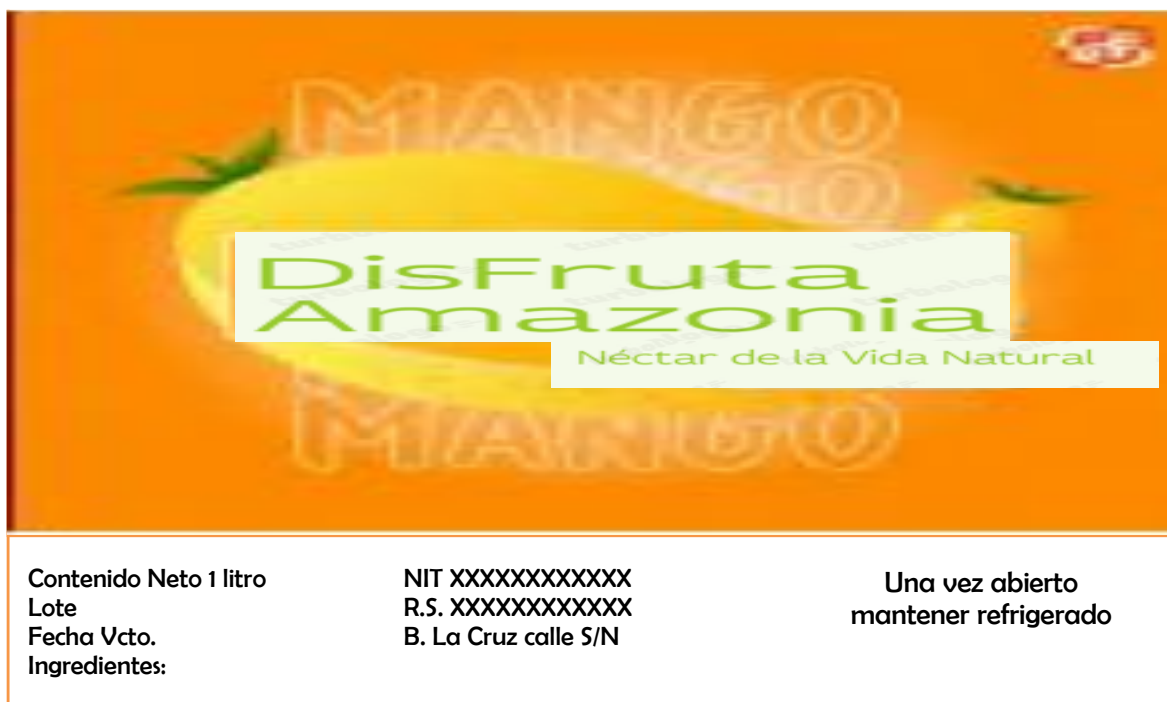 MANGO
DisFruta
Amazonia
Néctar de la Vida Natural
MANGO
Contenido Neto 1 litro
Lote
Fecha Vcto.
Ingredientes:
NIT XXXXXXXXXXXX
R.S. XXXXXXXXXXXX
B. La Cruz calle S/N
Una vez abierto
mantener refrigerado